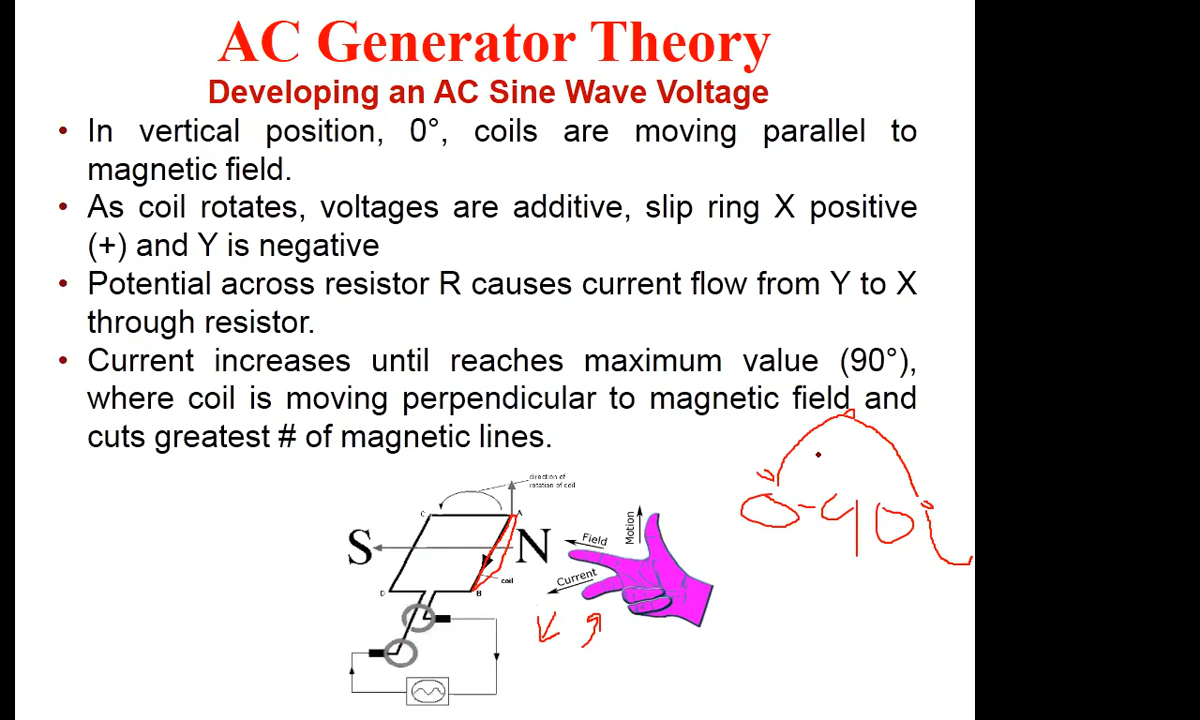 AC Generator Theory
Developing an AC Sine Wave Voltage
• In vertical position, 0°, coils are moving parallel to
magnetic field.
• As coil rotates, voltages are additive, slip ring X positive
(+) and Y is negative
• Potential across resistor R causes current flow from Y to X
through resistor.
• Current increases until reaches maximum value (90°),
where coil is moving perpendicular to magnetic field and
cuts greatest # of magnetic lines.
direction of
rotation of coil
C
A
S
N
coil
D
B
Field
Motion
Current
0-90